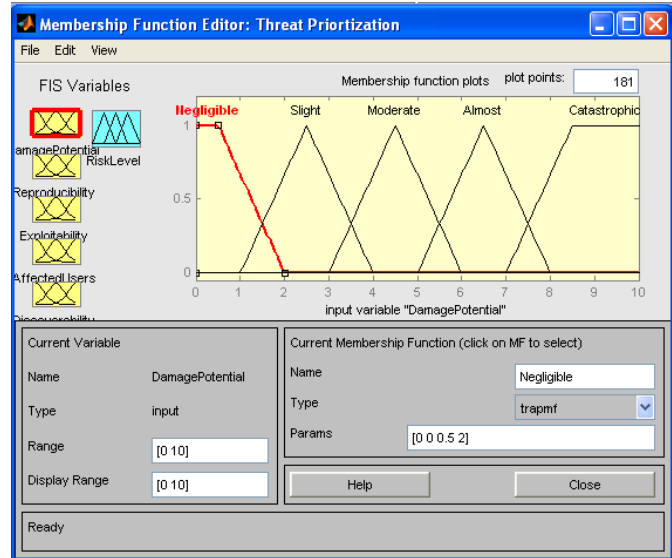 Membership Function Editor: Threat Priortization
File Edit View
FIS Variables
Membership function plots plot points: 181
Negligible Slight Moderate Almost Catastrophic
amagePotential
RiskLevel
Reproducibility
Exploitability
AffectedUsers
1
0.5
0
0 1 2 3 4 5 6 7 8 9 10
input variable "DamagePotential"
Current Variable
Name DamagePotential
Type input
Range [0 10]
Display Range [0 10]
Current Membership Function (click on MF to select)
Name Negligible
Type trapmf
Params [0 0 0.5 2]
Help Close
Ready